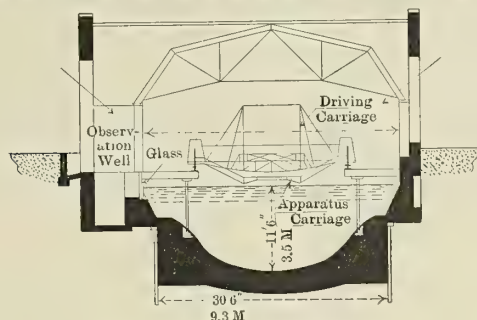 Driving
Carriage
Observ-
ation
Well
Glass
Apparatus
Carriage
11'6"
3.5 M
30 6"
9.3 M